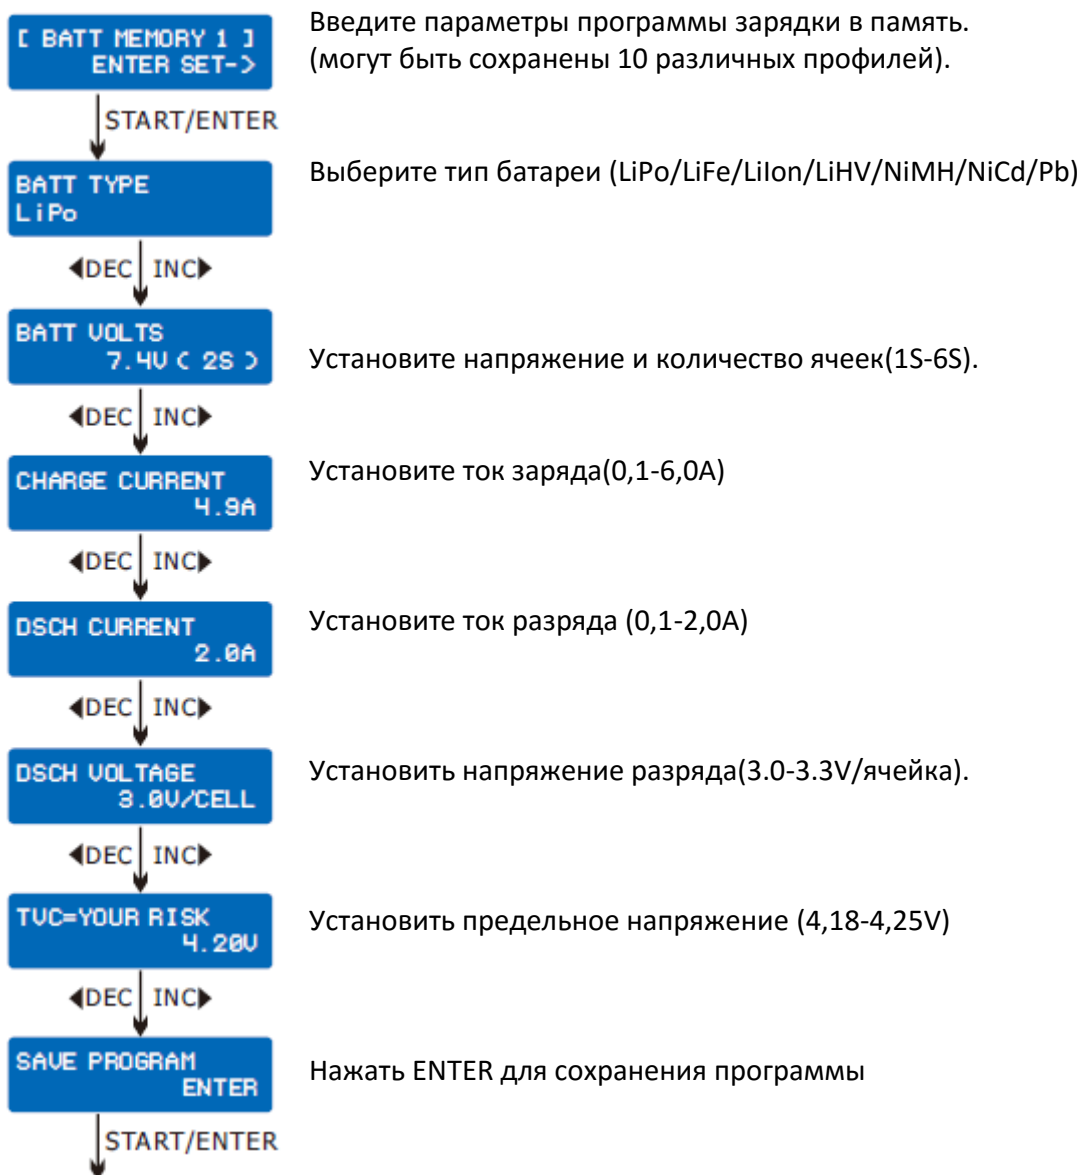 [ BATT MEMORY 1 ]
ENTER SET->
Введите параметры программы зарядки в память.
(могут быть сохранены 10 различных профилей).
START/ENTER
BATT TYPE
LiPo
Выберите тип батареи (LiPo/LiFe/LiIon/LiHV/NiMH/NiCd/Pb)
◀DEC INC▶
BATT VOLTS
7.4V ( 2S )
Установите напряжение и количество ячеек(1S-6S).
◀DEC INC▶
CHARGE CURRENT
4.9A
Установите ток заряда(0,1-6,0А)
◀DEC INC▶
DSCH CURRENT
2.0A
Установите ток разряда (0,1-2,0А)
◀DEC INC▶
DSCH VOLTAGE
3.0V/CELL
Установить напряжение разряда(3.0-3.3V/ячейка).
◀DEC INC▶
TVC=YOUR RISK
4.20V
Установить предельное напряжение (4,18-4,25V)
◀DEC INC▶
SAVE PROGRAM
ENTER
Нажать ENTER для сохранения программы
START/ENTER